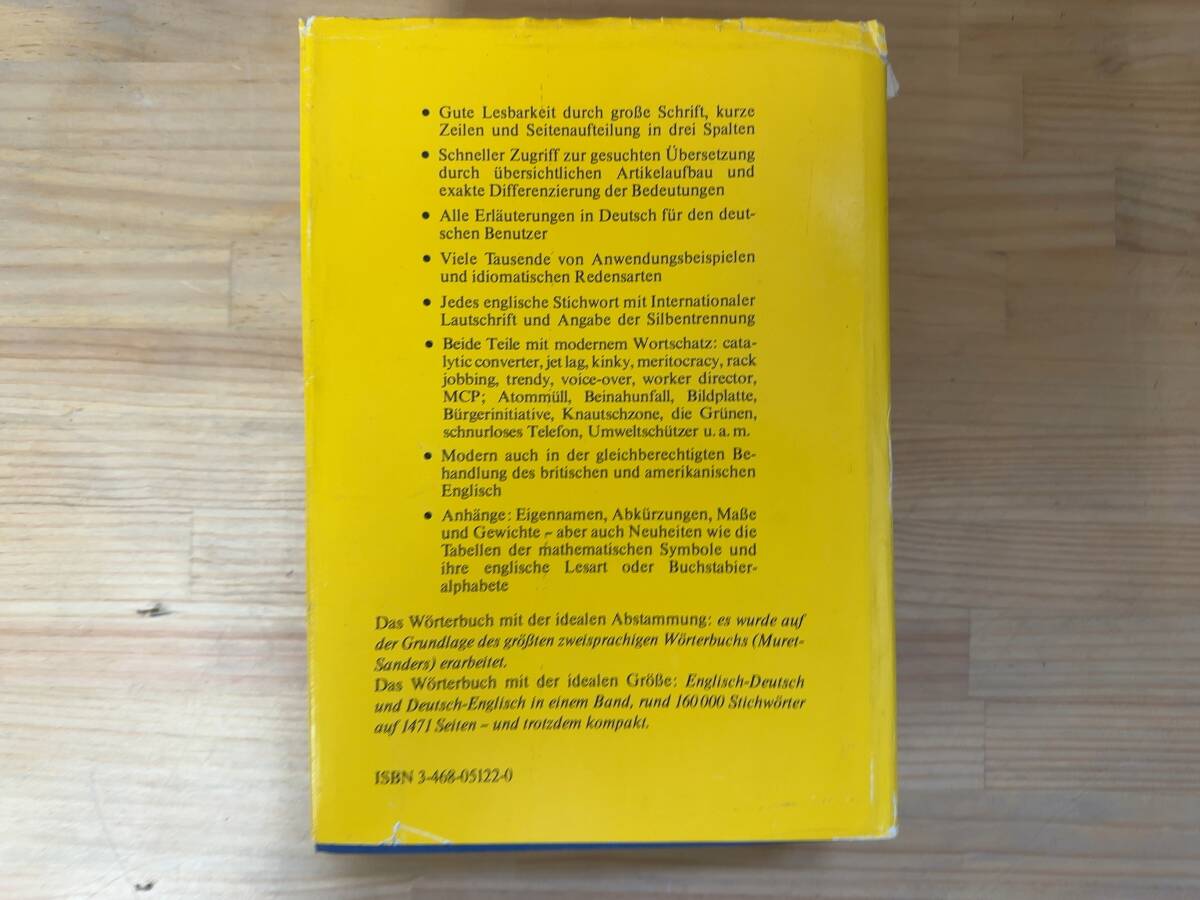 • Gute Lesbarkeit durch große Schrift, kurze
Zeilen und Seitenaufteilung in drei Spalten
• Schneller Zugriff zur gesuchten Übersetzung
durch übersichtlichen Artikelaufbau und
exakte Differenzierung der Bedeutungen
• Alle Erläuterungen in Deutsch für den deut-
schen Benutzer
• Viele Tausende von Anwendungsbeispielen
und idiomatischen Redensarten
• Jedes englische Stichwort mit Internationaler
Lautschrift und Angabe der Silbentrennung
• Beide Teile mit modernem Wortschatz: cata-
lytic converter, jet lag, kinky, meritocracy, rack
jobbing, trendy, voice-over, worker director,
MCP; Atommüll, Beinahunfall, Bildplatte,
Bürgerinitiative, Knautschzone, die Grünen,
schnurloses Telefon, Umweltschützer u. a. m.
• Modern auch in der gleichberechtigten Be-
handlung des britischen und amerikanischen
Englisch
• Anhänge: Eigennamen, Abkürzungen, Maße
und Gewichte – aber auch Neuheiten wie die
Tabellen der mathematischen Symbole und
ihre englische Lesart oder Buchstabier-
alphabete
Das Wörterbuch mit der idealen Abstammung: es wurde auf
der Grundlage des größten zweisprachigen Wörterbuchs (Muret-
Sanders) erarbeitet.
Das Wörterbuch mit der idealen Größe: Englisch-Deutsch
und Deutsch-Englisch in einem Band, rund 160 000 Stichwörter
auf 1471 Seiten – und trotzdem kompakt.
ISBN 3-468-05122-0